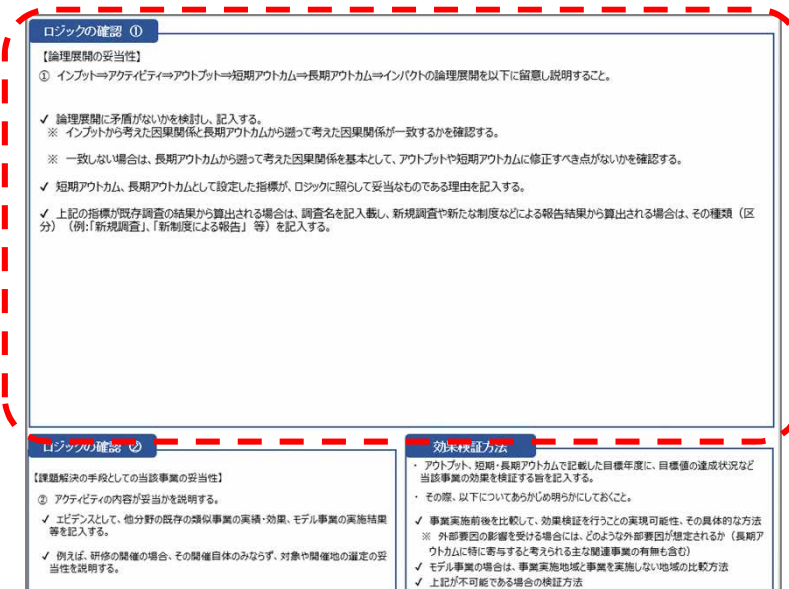 ロジックの確認 ①
【論理展開の妥当性】
① インプット⇒アクティビティ⇒アウトプット⇒短期アウトカム⇒長期アウトカム⇒インパクトの論理展開を以下に留意し説明すること。
✓ 論理展開に矛盾がないかを検討し、記入する。
※ インプットから考えた因果関係と長期アウトカムから遡って考えた因果関係が一致するかを確認する。
※ 一致しない場合は、長期アウトカムから遡って考えた因果関係を基本として、アウトプットや短期アウトカムに修正すべき点がないかを確認する。
✓ 短期アウトカム、長期アウトカムとして設定した指標が、ロジックに照らして妥当なものである理由を記入する。
✓ 上記の指標が既存調査の結果から算出される場合は、調査名を記入載し、新規調査や新たな制度などによる報告結果から算出される場合は、その種類（区
分）（例:「新規調査」、「新制度による報告」 等）を記入する。
ロジックの確認 ②
【課題解決の手段としての当該事業の妥当性】
② アクティビティの内容が妥当かを説明する。
✓ エビデンスとして、他分野の既存の類似事業の実績・効果、モデル事業の実施結果
等を記入する。
✓ 例えば、研修の開催の場合、その開催自体のみならず、対象や開催地の選定の妥
当性を説明する。
効果検証方法
・ アウトプット、短期・長期アウトカムで記載した目標年度に、目標値の達成状況など
当該事業の効果を検証する旨を記入する。
・ その際、以下についてあらかじめ明らかにしておくこと。
✓ 事業実施前後を比較して、効果検証を行うことの実現可能性、その具体的な方法
※ 外部要因の影響を受ける場合には、どのような外部要因が想定されるか（長期ア
ウトカムに特に寄与すると考えられる主な関連事業の有無も含む）
✓ モデル事業の場合は、事業実施地域と事業を実施しない地域の比較方法
✓ 上記が不可能である場合の検証方法